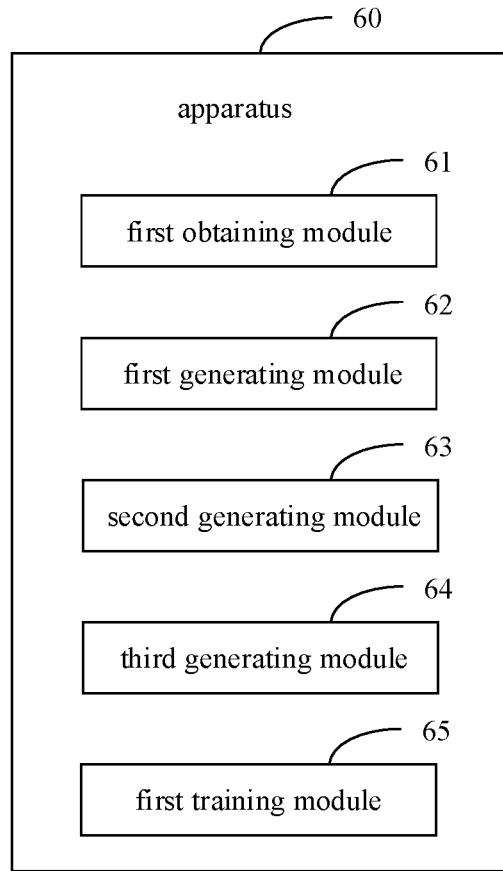 60
apparatus
61
first obtaining module
62
first generating module
63
second generating module
64
third generating module
65
first training module